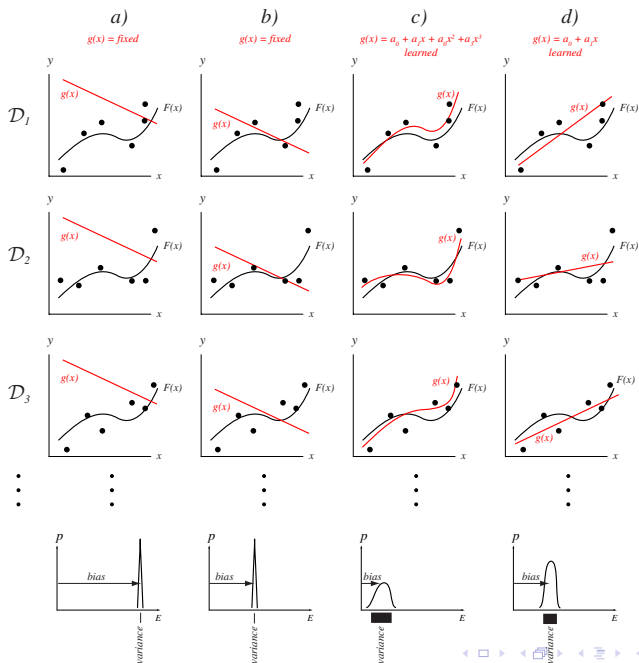 a) b) c) d)
g(x) = fixed g(x) = fixed g(x) = a₀ + a₁x + a₀x² + a₃x³ g(x) = a₀ + a₁x
learned learned
y y y y
g(x) g(x) g(x) g(x)
D₁ F(x) F(x) F(x) F(x)
x x x x
y y y y
g(x) g(x) g(x) g(x)
D₂ F(x) F(x) F(x) F(x)
x x x x
y y y y
g(x) g(x) g(x) g(x)
D₃ F(x) F(x) F(x) F(x)
x x x x
p p p p
bias bias bias bias
E E E E
variance variance variance variance